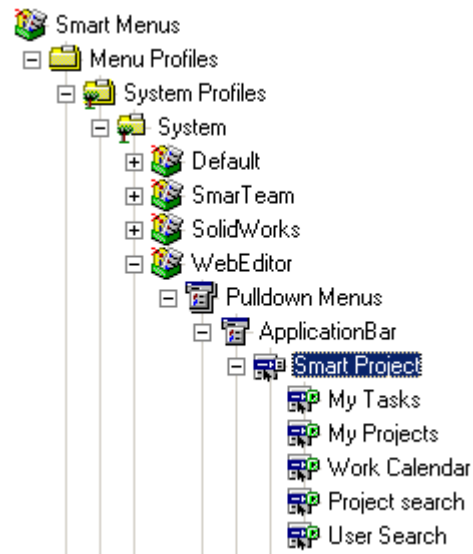 Smart Menus
Menu Profiles
System Profiles
System
Default
SmarTeam
SolidWorks
WebEditor
Pulldown Menus
ApplicationBar
Smart Project
My Tasks
My Projects
Work Calendar
Project search
User Search